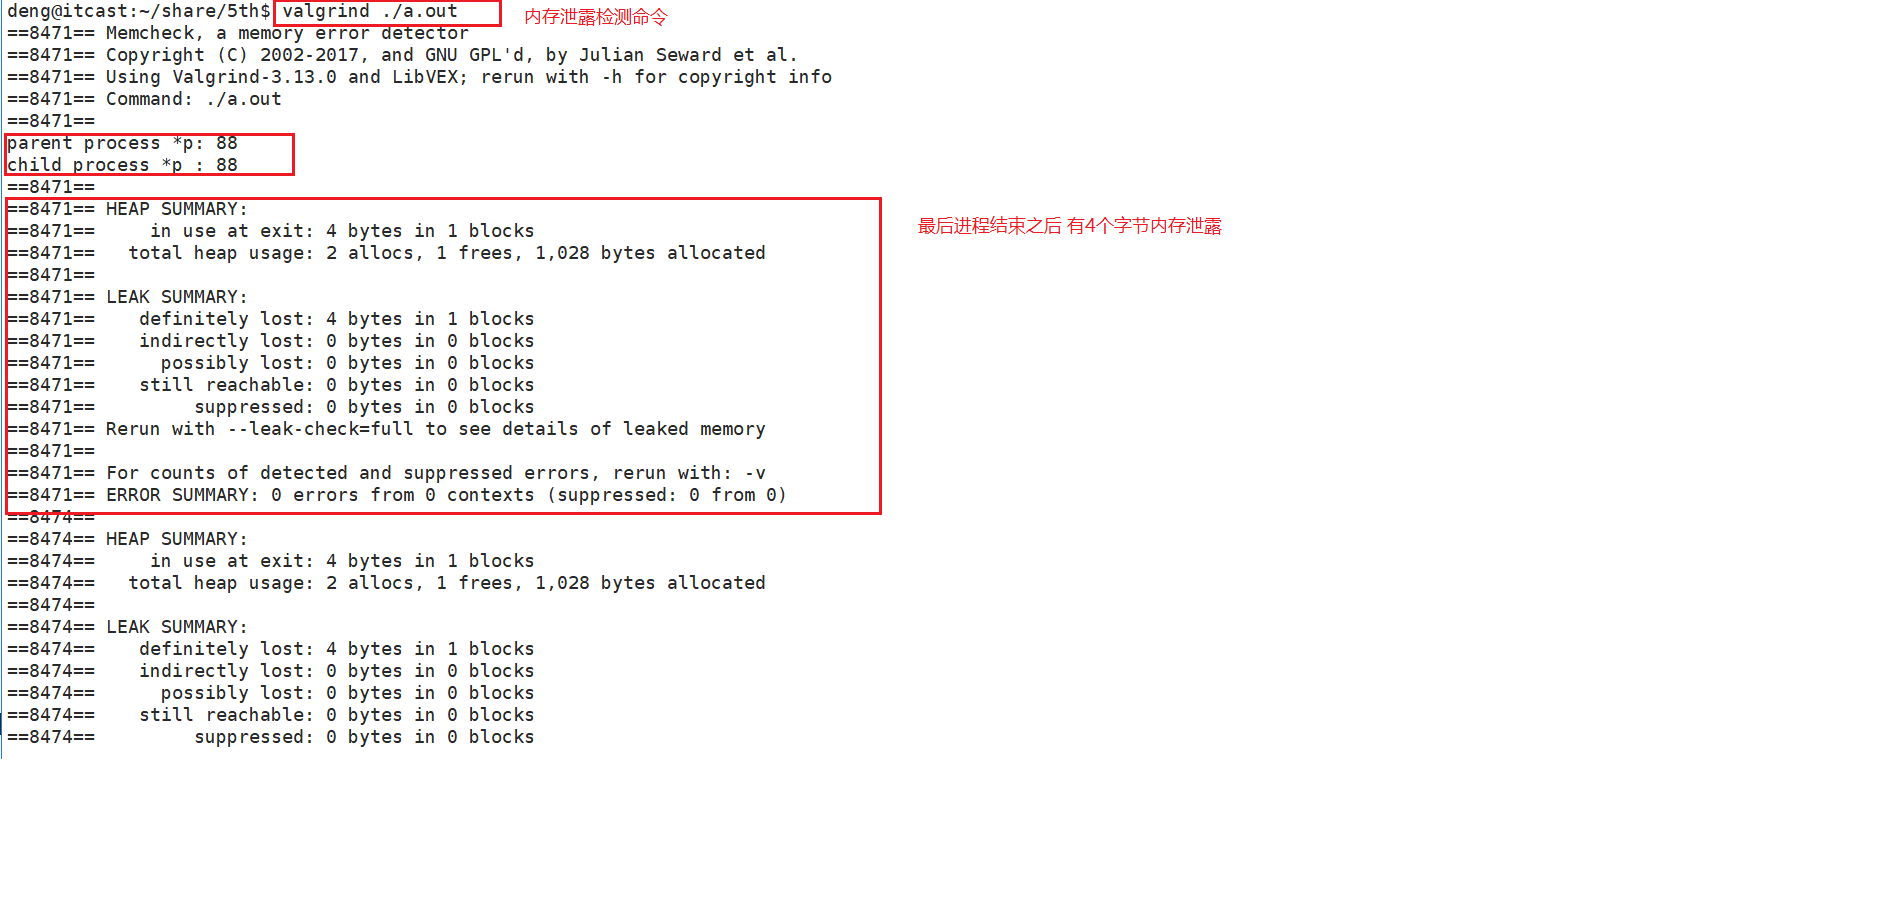 deng@itcast:~/share/5th$ valgrind ./a.out 内存泄露检测命令
==8471== Memcheck, a memory error detector
==8471== Copyright (C) 2002-2017, and GNU GPL'd, by Julian Seward et al.
==8471== Using Valgrind-3.13.0 and LibVEX; rerun with -h for copyright info
==8471== Command: ./a.out
==8471==
parent process *p: 88
child process *p : 88
==8471==
==8471== HEAP SUMMARY:
最后进程结束之后 有4个字节内存泄露
==8471==     in use at exit: 4 bytes in 1 blocks
==8471==   total heap usage: 2 allocs, 1 frees, 1,028 bytes allocated
==8471==
==8471== LEAK SUMMARY:
==8471==    definitely lost: 4 bytes in 1 blocks
==8471==    indirectly lost: 0 bytes in 0 blocks
==8471==      possibly lost: 0 bytes in 0 blocks
==8471==    still reachable: 0 bytes in 0 blocks
==8471==         suppressed: 0 bytes in 0 blocks
==8471== Rerun with --leak-check=full to see details of leaked memory
==8471==
==8471== For counts of detected and suppressed errors, rerun with: -v
==8471== ERROR SUMMARY: 0 errors from 0 contexts (suppressed: 0 from 0)
==8474==
==8474== HEAP SUMMARY:
==8474==     in use at exit: 4 bytes in 1 blocks
==8474==   total heap usage: 2 allocs, 1 frees, 1,028 bytes allocated
==8474==
==8474== LEAK SUMMARY:
==8474==    definitely lost: 4 bytes in 1 blocks
==8474==    indirectly lost: 0 bytes in 0 blocks
==8474==      possibly lost: 0 bytes in 0 blocks
==8474==    still reachable: 0 bytes in 0 blocks
==8474==         suppressed: 0 bytes in 0 blocks